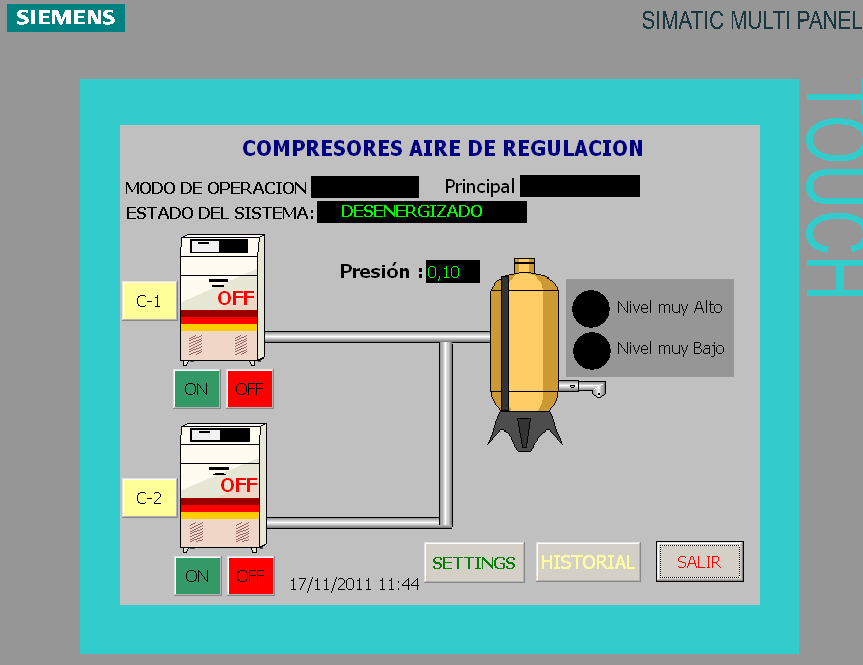 SIEMENS
SIMATIC MULTI PANEL
TOUCH
COMPRESORES AIRE DE REGULACION
MODO DE OPERACION
Principal
ESTADO DEL SISTEMA: DESENERGIZADO
Presión : 0,10
C-1
OFF
Nivel muy Alto
Nivel muy Bajo
ON
OFF
C-2
OFF
ON
OFF
17/11/2011 11:44
SETTINGS
HISTORIAL
SALIR